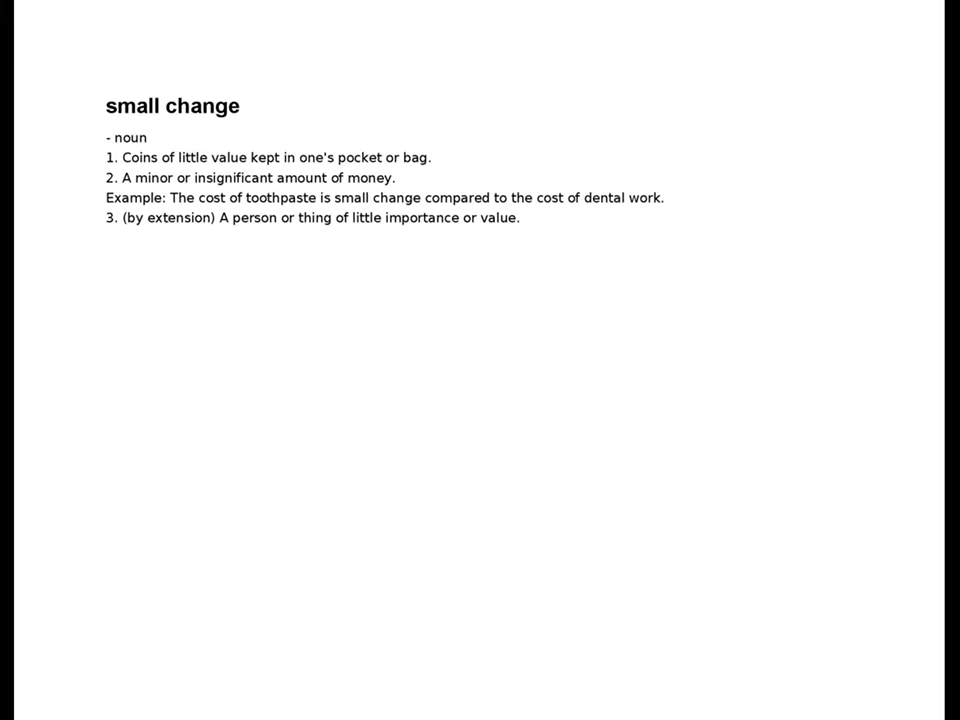 small change
- noun
1. Coins of little value kept in one's pocket or bag.
2. A minor or insignificant amount of money.
Example: The cost of toothpaste is small change compared to the cost of dental work.
3. (by extension) A person or thing of little importance or value.